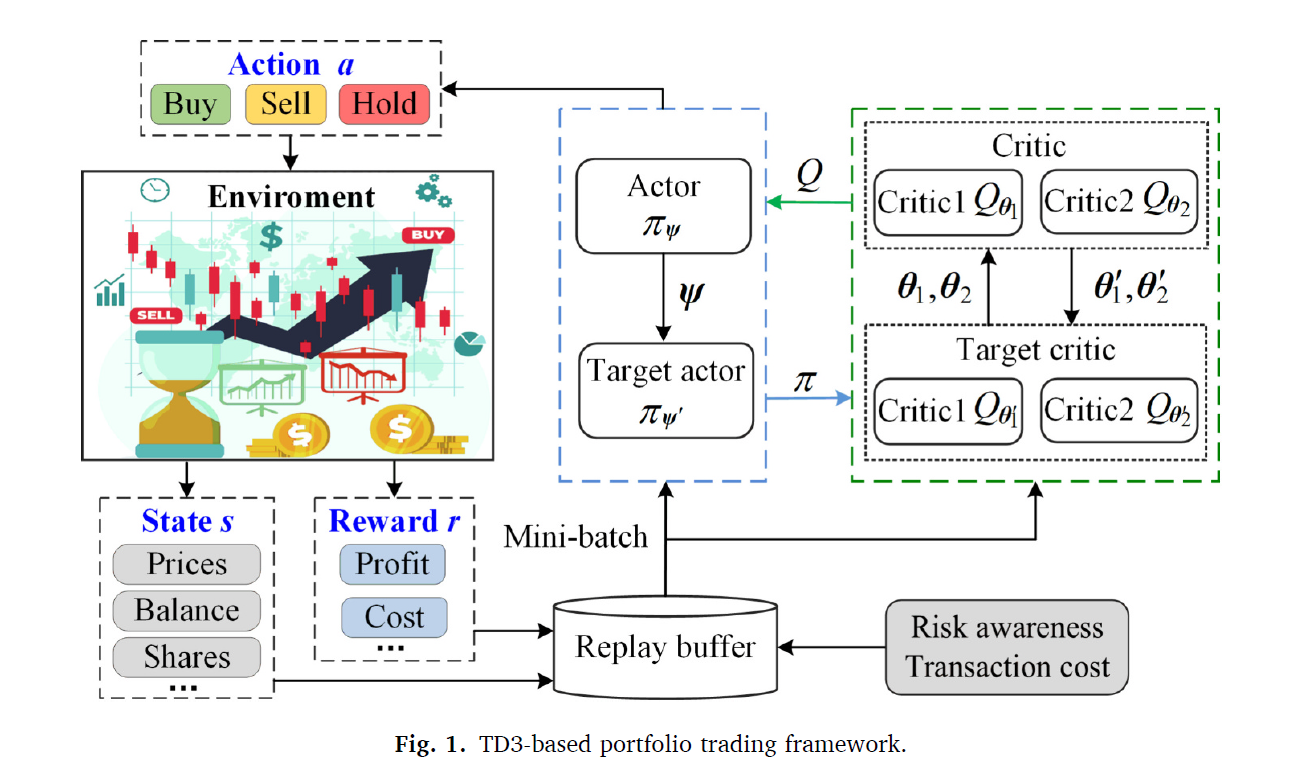 Action a
Buy
Sell
Hold
Enviroment
$
BUY
SELL
$
$
State s
Prices
Balance
Shares
...
Reward r
Profit
Cost
...
Actor
πψ
ψ
Target actor
πψ′
Q
π
Critic
Critic1 Qθ1
Critic2 Qθ2
θ1,θ2
θ′1,θ′2
Target critic
Critic1 Qθ′1
Critic2 Qθ′2
Mini-batch
Replay buffer
Risk awareness
Transaction cost
Fig. 1. TD3-based portfolio trading framework.